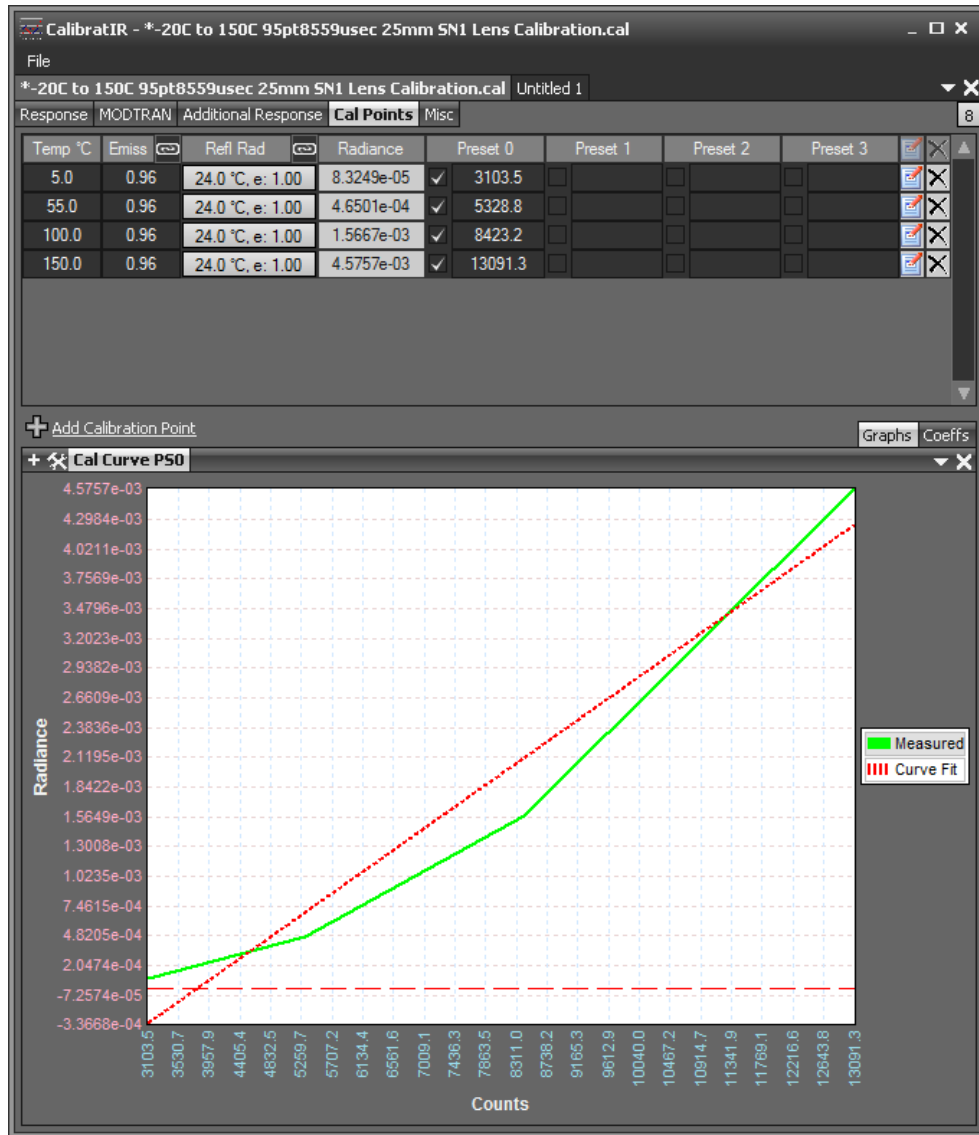 CalibratIR - *-20C to 150C 95pt8559usec 25mm SN1 Lens Calibration.cal
File
*-20C to 150C 95pt8559usec 25mm SN1 Lens Calibration.cal Untitled 1
Response MODTRAN Additional Response Cal Points Misc 8
Temp °C Emiss Refl Rad Radiance Preset 0 Preset 1 Preset 2 Preset 3
5.0 0.96 24.0 °C, e: 1.00 8.3249e-05 3103.5
55.0 0.96 24.0 °C, e: 1.00 4.6501e-04 5328.8
100.0 0.96 24.0 °C, e: 1.00 1.5667e-03 8423.2
150.0 0.96 24.0 °C, e: 1.00 4.5757e-03 13091.3
Add Calibration Point
Graphs Coeffs
Cal Curve PS0
4.5757e-03
4.2984e-03
4.0211e-03
3.7569e-03
3.4796e-03
3.2023e-03
2.9382e-03
2.6609e-03
2.3836e-03
2.1195e-03
1.8422e-03
1.5649e-03
1.3008e-03
1.0235e-03
7.4615e-04
4.8205e-04
2.0474e-04
-7.2574e-05
-3.3668e-04
Radiance
Measured
Curve Fit
3103.5 3530.7 3957.9 4405.4 4832.5 5259.7 5707.2 6134.4 6561.6 7009.1 7436.3 7863.5 8311.0 8738.2 9165.3 9612.9 10040.0 10467.2 10914.7 11341.9 11769.1 12216.6 12643.8 13091.3
Counts